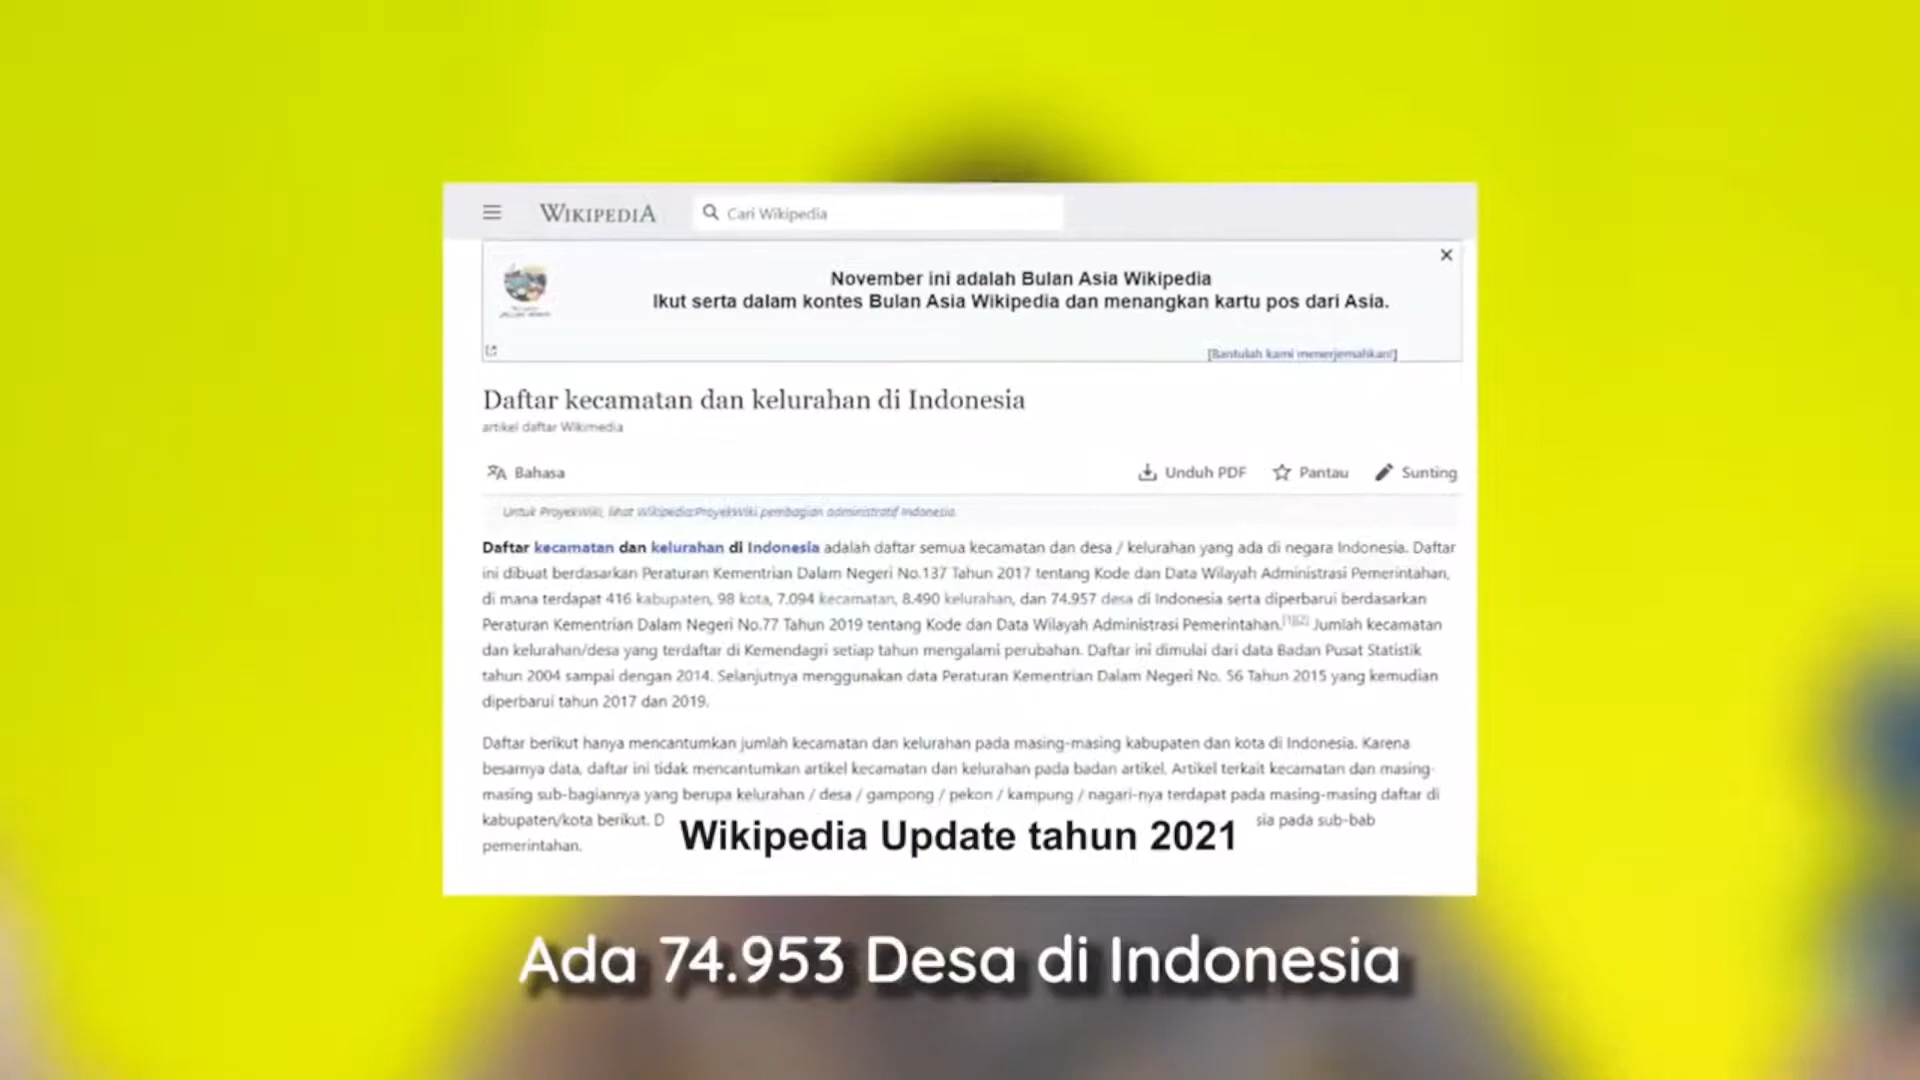 WIKIPEDIA
Cari Wikipedia
November ini adalah Bulan Asia Wikipedia
Ikut serta dalam kontes Bulan Asia Wikipedia dan menangkan kartu pos dari Asia.
[Bantulah kami menerjemahkan!]
Daftar kecamatan dan kelurahan di Indonesia
artikel daftar Wikimedia
Bahasa
Unduh PDF
Pantau
Sunting
Untuk ProyekWiki, lihat Wikipedia:ProyekWiki pembagian administratif Indonesia.
Daftar kecamatan dan kelurahan di Indonesia adalah daftar semua kecamatan dan desa / kelurahan yang ada di negara Indonesia. Daftar
ini dibuat berdasarkan Peraturan Kementrian Dalam Negeri No.137 Tahun 2017 tentang Kode dan Data Wilayah Administrasi Pemerintahan,
di mana terdapat 416 kabupaten, 98 kota, 7.094 kecamatan, 8.490 kelurahan, dan 74.957 desa di Indonesia serta diperbarui berdasarkan
Peraturan Kementrian Dalam Negeri No.77 Tahun 2019 tentang Kode dan Data Wilayah Administrasi Pemerintahan.[1][2] Jumlah kecamatan
dan kelurahan/desa yang terdaftar di Kemendagri setiap tahun mengalami perubahan. Daftar ini dimulai dari data Badan Pusat Statistik
tahun 2004 sampai dengan 2014. Selanjutnya menggunakan data Peraturan Kementrian Dalam Negeri No. 56 Tahun 2015 yang kemudian
diperbarui tahun 2017 dan 2019.
Daftar berikut hanya mencantumkan jumlah kecamatan dan kelurahan pada masing-masing kabupaten dan kota di Indonesia. Karena
besarnya data, daftar ini tidak mencantumkan artikel kecamatan dan kelurahan pada badan artikel. Artikel terkait kecamatan dan masing-
masing sub-bagiannya yang berupa kelurahan / desa / gampong / pekon / kampung / nagari-nya terdapat pada masing-masing daftar di
kabupaten/kota berikut. D sia pada sub-bab
pemerintahan.
Wikipedia Update tahun 2021
Ada 74.953 Desa di Indonesia